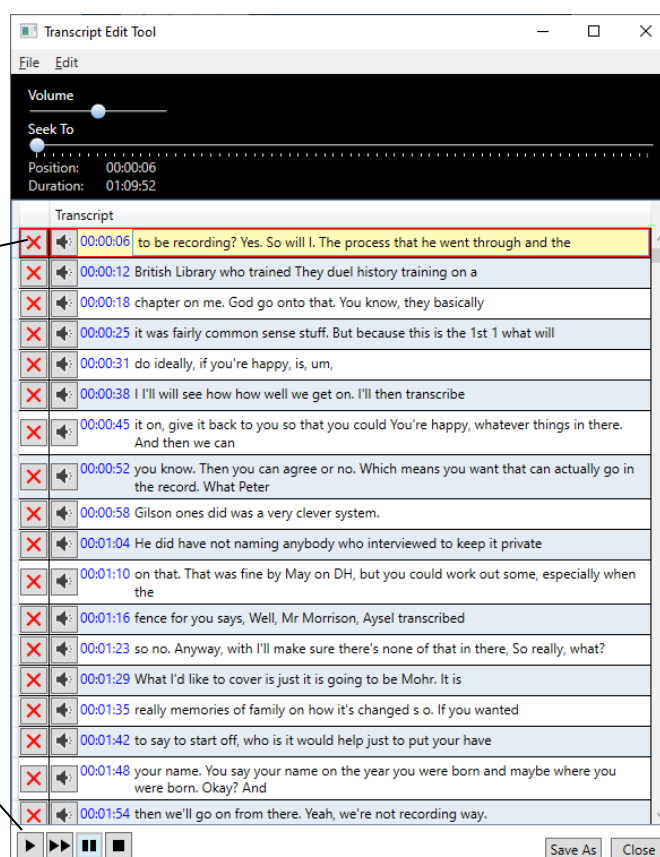 Transcript Edit Tool
File Edit
Volume
Seek To
Position: 00:00:06
Duration: 01:09:52
Transcript
00:00:06 to be recording? Yes. So will I. The process that he went through and the
00:00:12 British Library who trained They duel history training on a
00:00:18 chapter on me. God go onto that. You know, they basically
00:00:25 it was fairly common sense stuff. But because this is the 1st 1 what will
00:00:31 do ideally, if you're happy, is, um,
00:00:38 I I'll will see how how well we get on. I'll then transcribe
00:00:45 it on, give it back to you so that you could You're happy, whatever things in there.
And then we can
00:00:52 you know. Then you can agree or no. Which means you want that can actually go in
the record. What Peter
00:00:58 Gilson ones did was a very clever system.
00:01:04 He did have not naming anybody who interviewed to keep it private
00:01:10 on that. That was fine by May on DH, but you could work out some, especially when
the
00:01:16 fence for you says, Well, Mr Morrison, Aysel transcribed
00:01:23 so no. Anyway, with I'll make sure there's none of that in there, So really, what?
00:01:29 What I'd like to cover is just it is going to be Mohr. It is
00:01:35 really memories of family on how it's changed s o. If you wanted
00:01:42 to say to start off, who is it would help just to put your have
00:01:48 your name. You say your name on the year you were born and maybe where you
were born. Okay? And
00:01:54 then we'll go on from there. Yeah, we're not recording way.
Save As Close